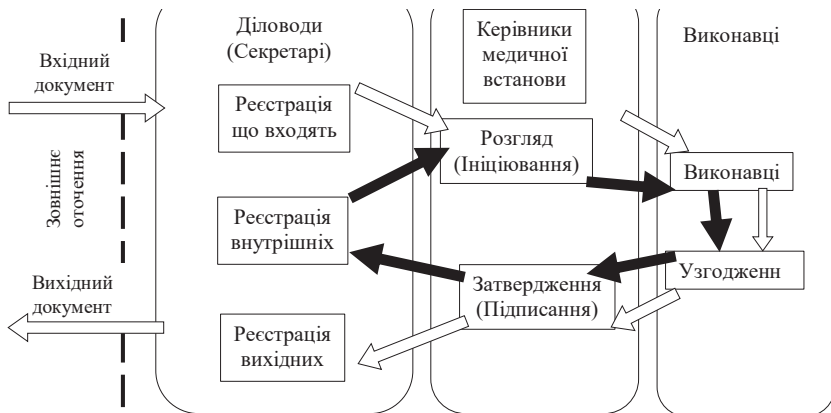 Вхідний
документ
Зовнішнє
оточення
Вихідний
документ
Діловоди
(Секретарі)
Реєстрація
що входять
Реєстрація
внутрішніх
Реєстрація
вихідних
Керівники
медичної
встанови
Розгляд
(Ініціювання)
Затвердження
(Підписання)
Виконавці
Виконавці
Узгодженн